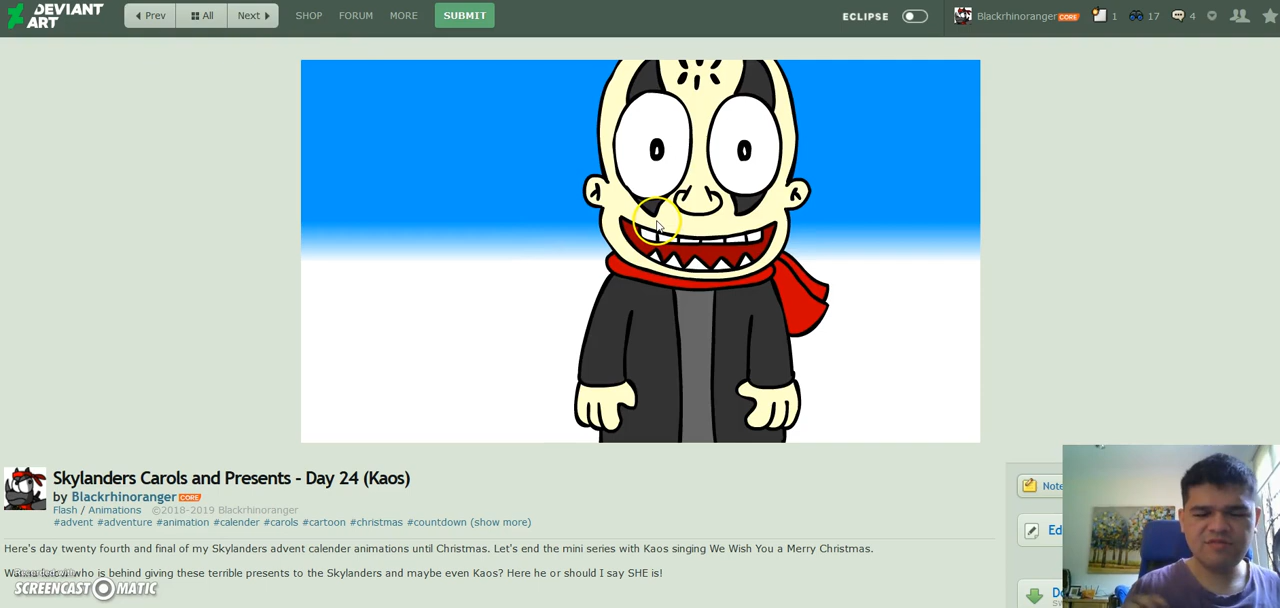 DEVIANT ART
Prev All Next SHOP FORUM MORE SUBMIT ECLIPSE Blackrhinoranger CORE 1 17 4
Skylanders Carols and Presents - Day 24 (Kaos)
by Blackrhinoranger CORE
Flash / Animations ©2018-2019 Blackrhinoranger
#advent #adventure #animation #calender #carols #cartoon #christmas #countdown (show more)
Note
Ed
Here's day twenty fourth and final of my Skylanders advent calender animations until Christmas. Let's end the mini series with Kaos singing We Wish You a Merry Christmas.
who is behind giving these terrible presents to the Skylanders and maybe even Kaos? Here he or should I say SHE is!
SCREENCAST MATIC
Do